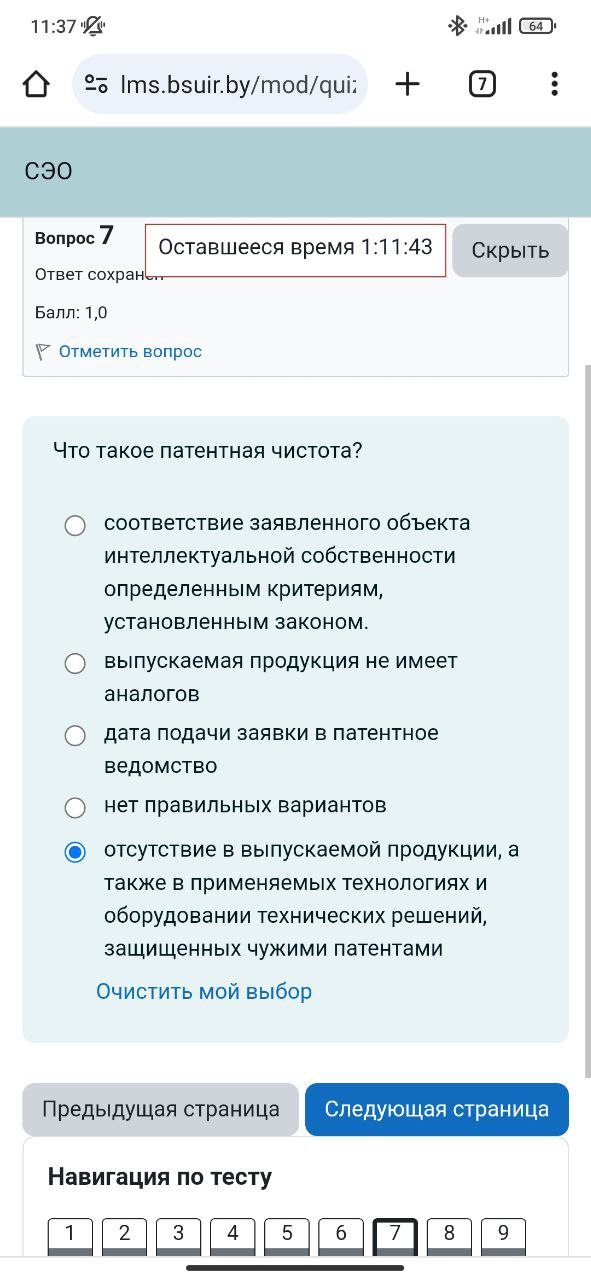 11:37
H+
64
lms.bsuir.by/mod/qui
7
СЭО
Вопрос 7
Оставшееся время 1:11:43
Скрыть
Ответ сохранен
Балл: 1,0
Отметить вопрос
Что такое патентная чистота?
соответствие заявленного объекта
интеллектуальной собственности
определенным критериям,
установленным законом.
выпускаемая продукция не имеет
аналогов
дата подачи заявки в патентное
ведомство
нет правильных вариантов
отсутствие в выпускаемой продукции, а
также в применяемых технологиях и
оборудовании технических решений,
защищенных чужими патентами
Очистить мой выбор
Предыдущая страница
Следующая страница
Навигация по тесту
1 2 3 4 5 6 7 8 9